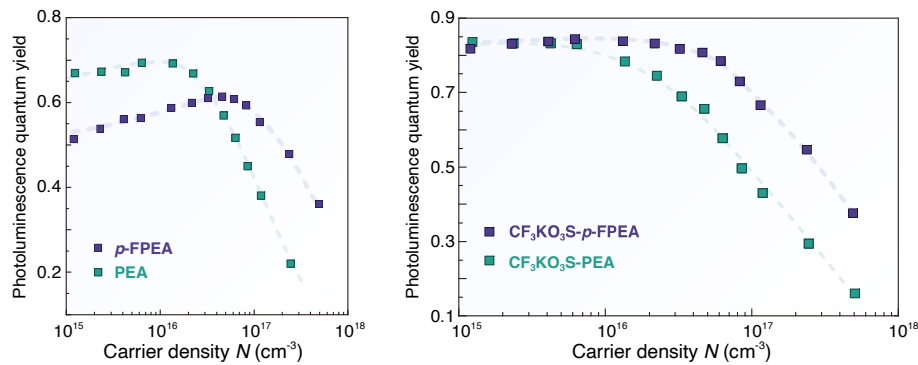 Photoluminescence quantum yield
0.8
0.6
0.4
0.2
p-FPEA
PEA
10¹⁵ 10¹⁶ 10¹⁷ 10¹⁸
Carrier density N (cm⁻³)
Photoluminescence quantum yield
0.9
0.7
0.5
0.3
0.1
CF₃KO₃S-p-FPEA
CF₃KO₃S-PEA
10¹⁵ 10¹⁶ 10¹⁷ 10¹⁸
Carrier density N (cm⁻³)